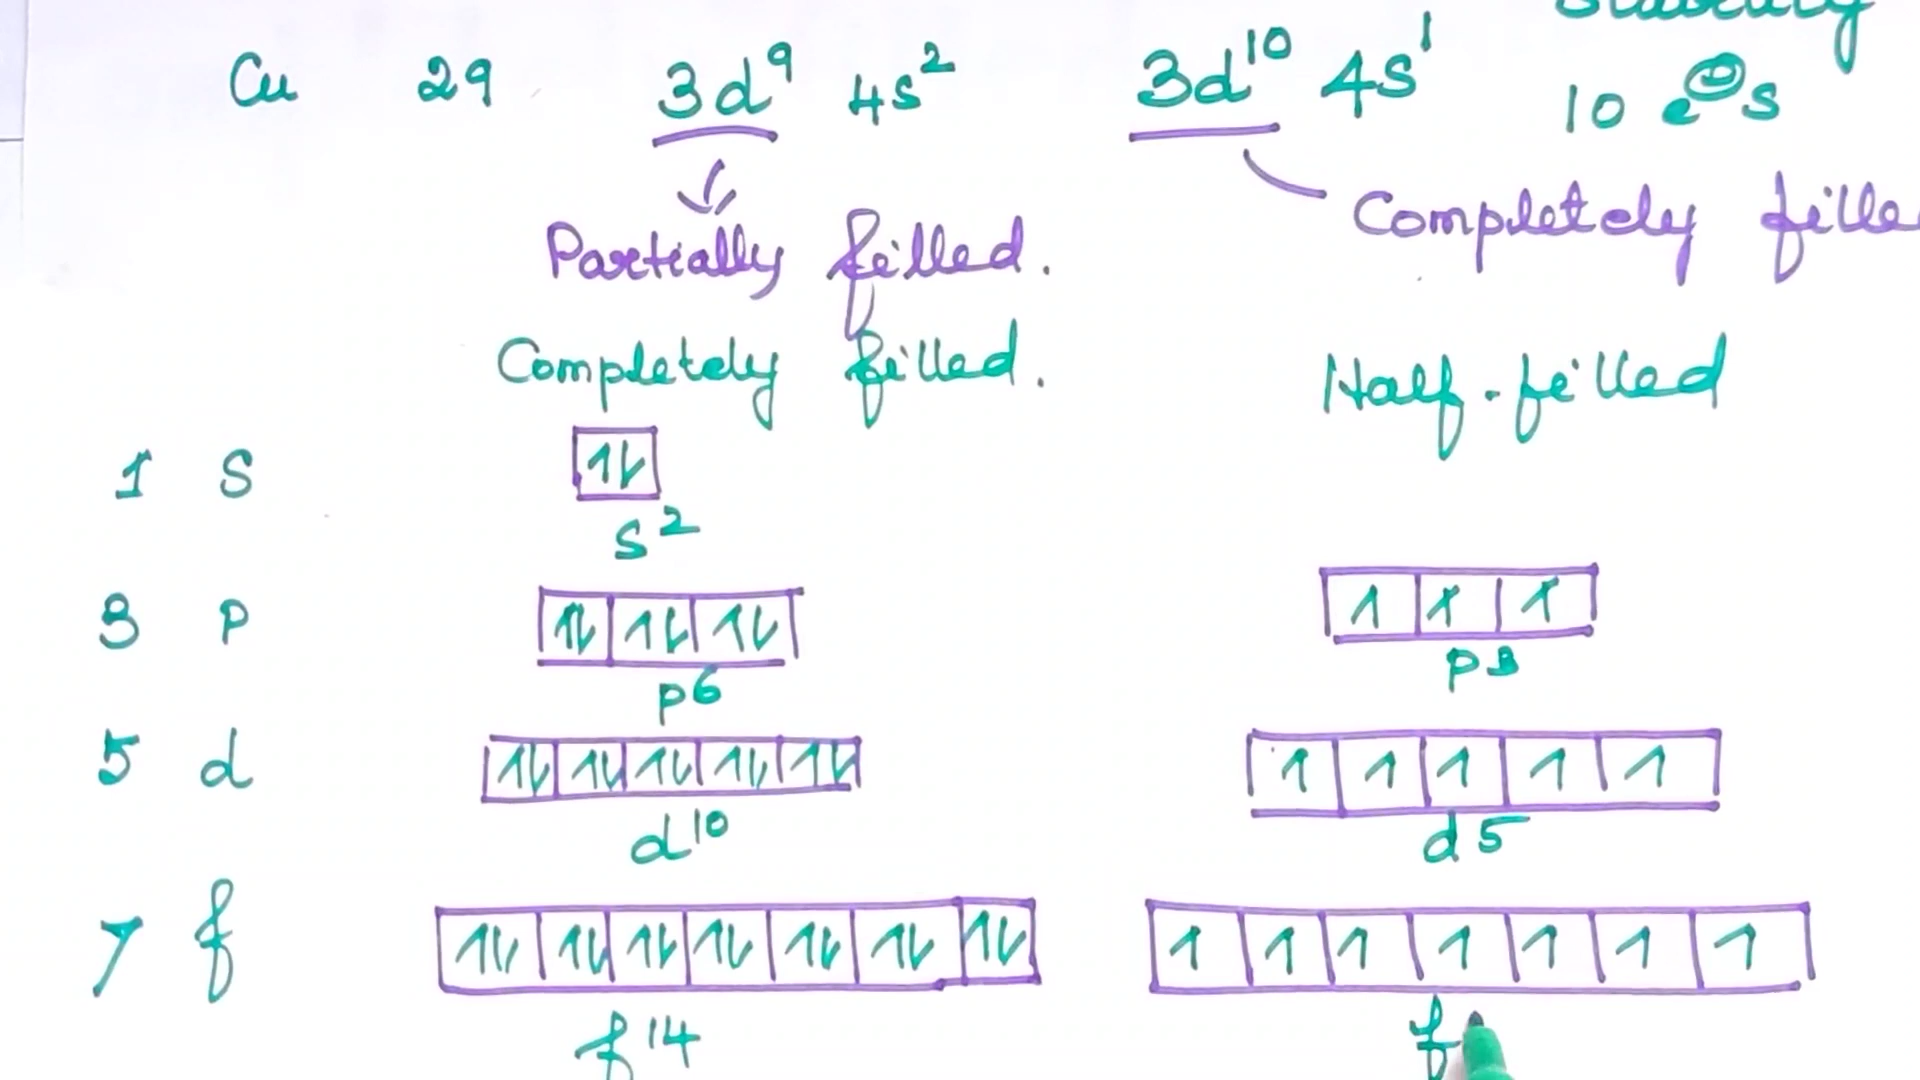 Stability
Cu 29 3d⁹ 4s² 3d¹⁰ 4s¹ 10 e⊖s
Partially filled. Completely fille
Completely filled. Half-filled
1 s ↑↓
s²
3 p ↑↓ ↑↓ ↑↓ ↑ ↑ ↑
p6 p3
5 d ↑↓ ↑↓ ↑↓ ↑↓ ↑↓ ↑ ↑ ↑ ↑ ↑
d¹⁰ d5
7 f ↑↓ ↑↓ ↑↓ ↑↓ ↑↓ ↑↓ ↑↓ ↑ ↑ ↑ ↑ ↑ ↑ ↑
f14 f